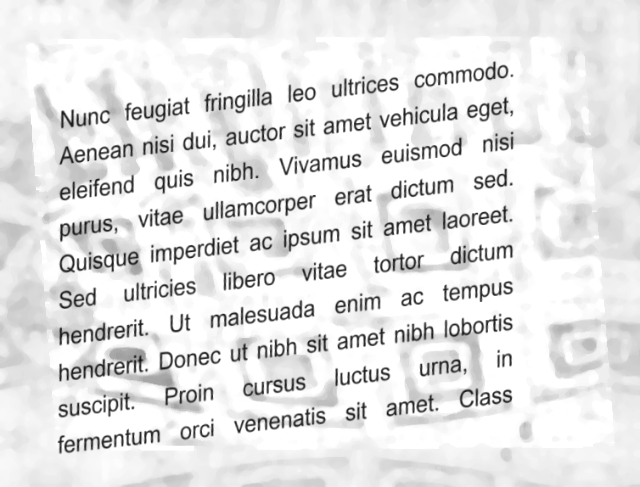 Nunc feugiat fringilla leo ultrices commodo.
Aenean nisi dui, auctor sit amet vehicula eget,
eleifend quis nibh. Vivamus euismod nisi
purus, vitae ullamcorper erat dictum sed.
Quisque imperdiet ac ipsum sit amet laoreet.
Sed ultricies libero vitae tortor dictum
hendrerit. Ut malesuada enim ac tempus
hendrerit. Donec ut nibh sit amet nibh lobortis
suscipit. Proin cursus luctus urna, in
fermentum orci venenatis sit amet. Class